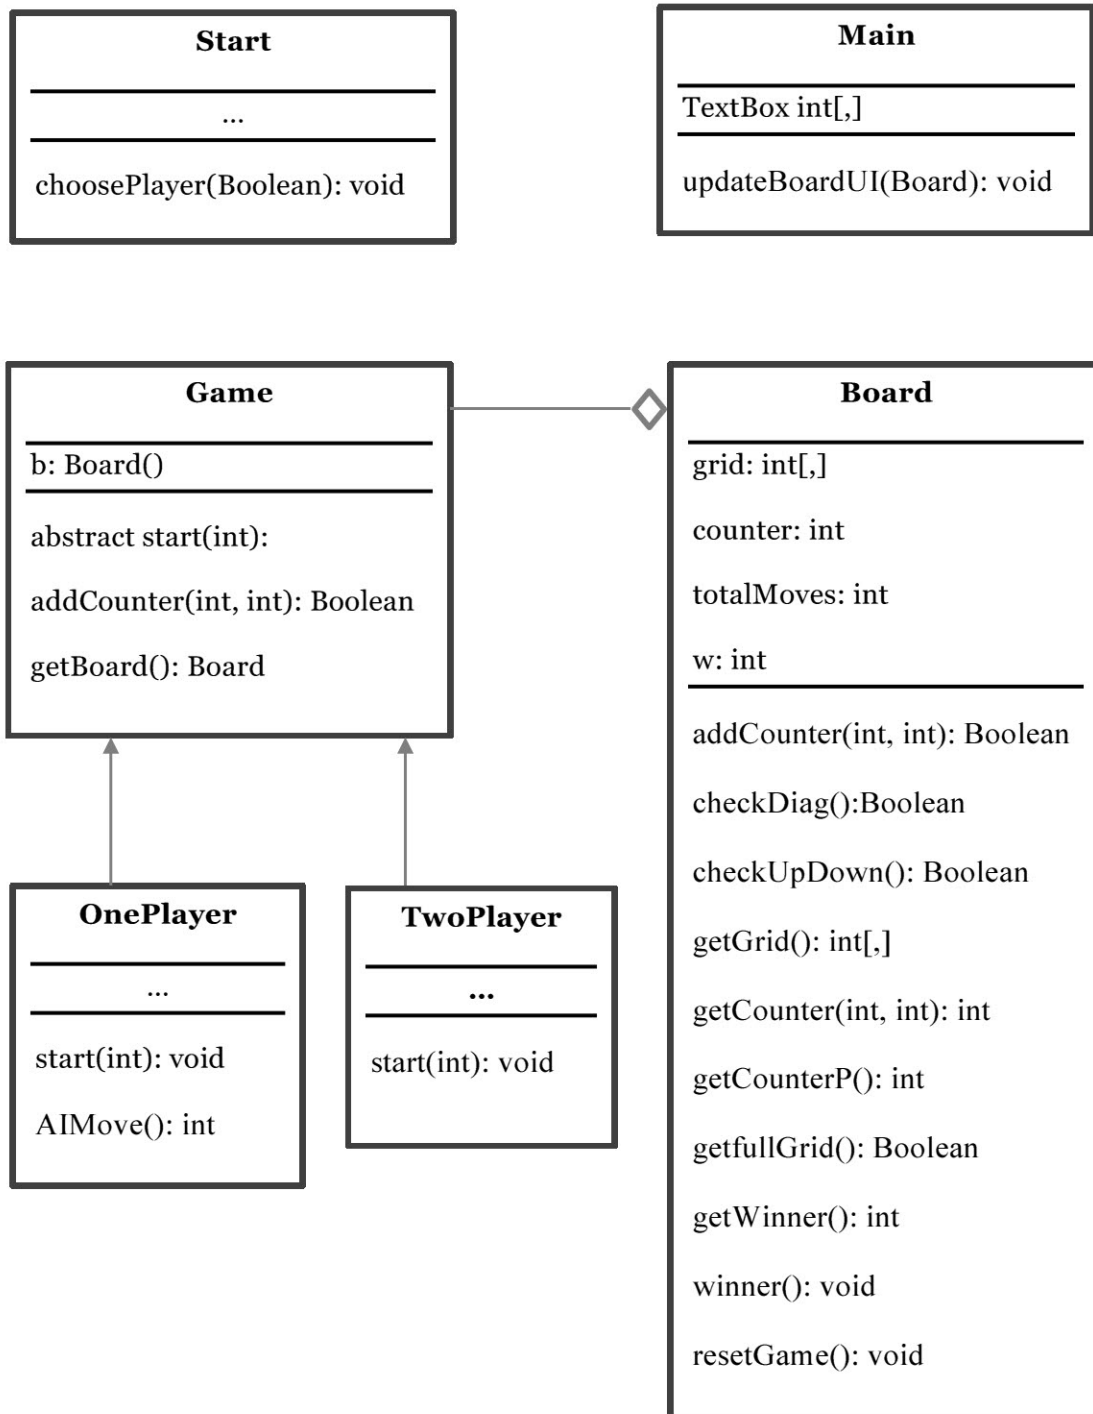 Start
...
choosePlayer(Boolean): void
Main
TextBox int[,]
updateBoardUI(Board): void
Game
b: Board()
abstract start(int):
addCounter(int, int): Boolean
getBoard(): Board
Board
grid: int[,]
counter: int
totalMoves: int
w: int
addCounter(int, int): Boolean
checkDiag():Boolean
checkUpDown(): Boolean
getGrid(): int[,]
getCounter(int, int): int
getCounterP(): int
getfullGrid(): Boolean
getWinner(): int
winner(): void
resetGame(): void
OnePlayer
...
start(int): void
AIMove(): int
TwoPlayer
...
start(int): void